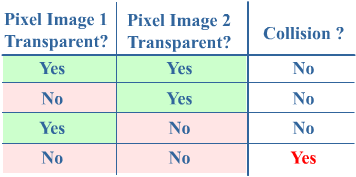 Pixel Image 1 Pixel Image 2 Collision ?
Transparent? Transparent?
Yes Yes No
No Yes No
Yes No No
No No Yes